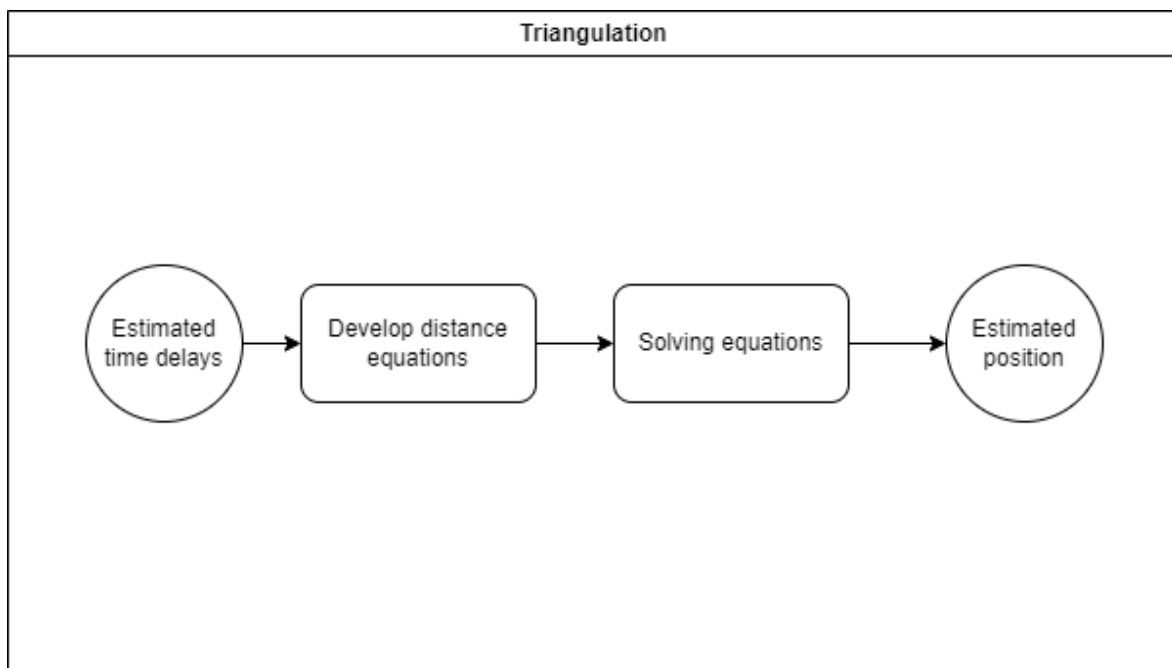 Triangulation
Estimated
time delays
Develop distance
equations
Solving equations
Estimated
position